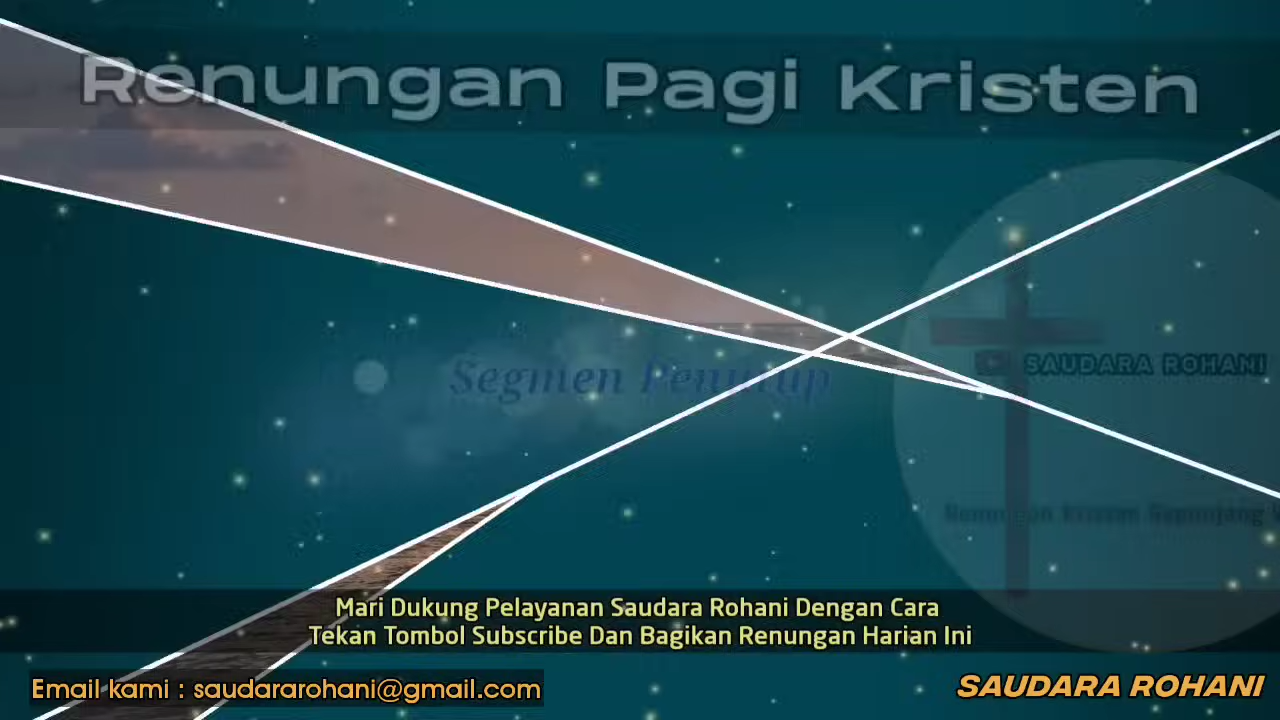 Renungan Pagi Kristen
SAUDARA ROHANI
Segmen Penutup
Mari Dukung Pelayanan Saudara Rohani Dengan Cara
Tekan Tombol Subscribe Dan Bagikan Renungan Harian Ini
Email kami : saudararohani@gmail.com
SAUDARA ROHANI